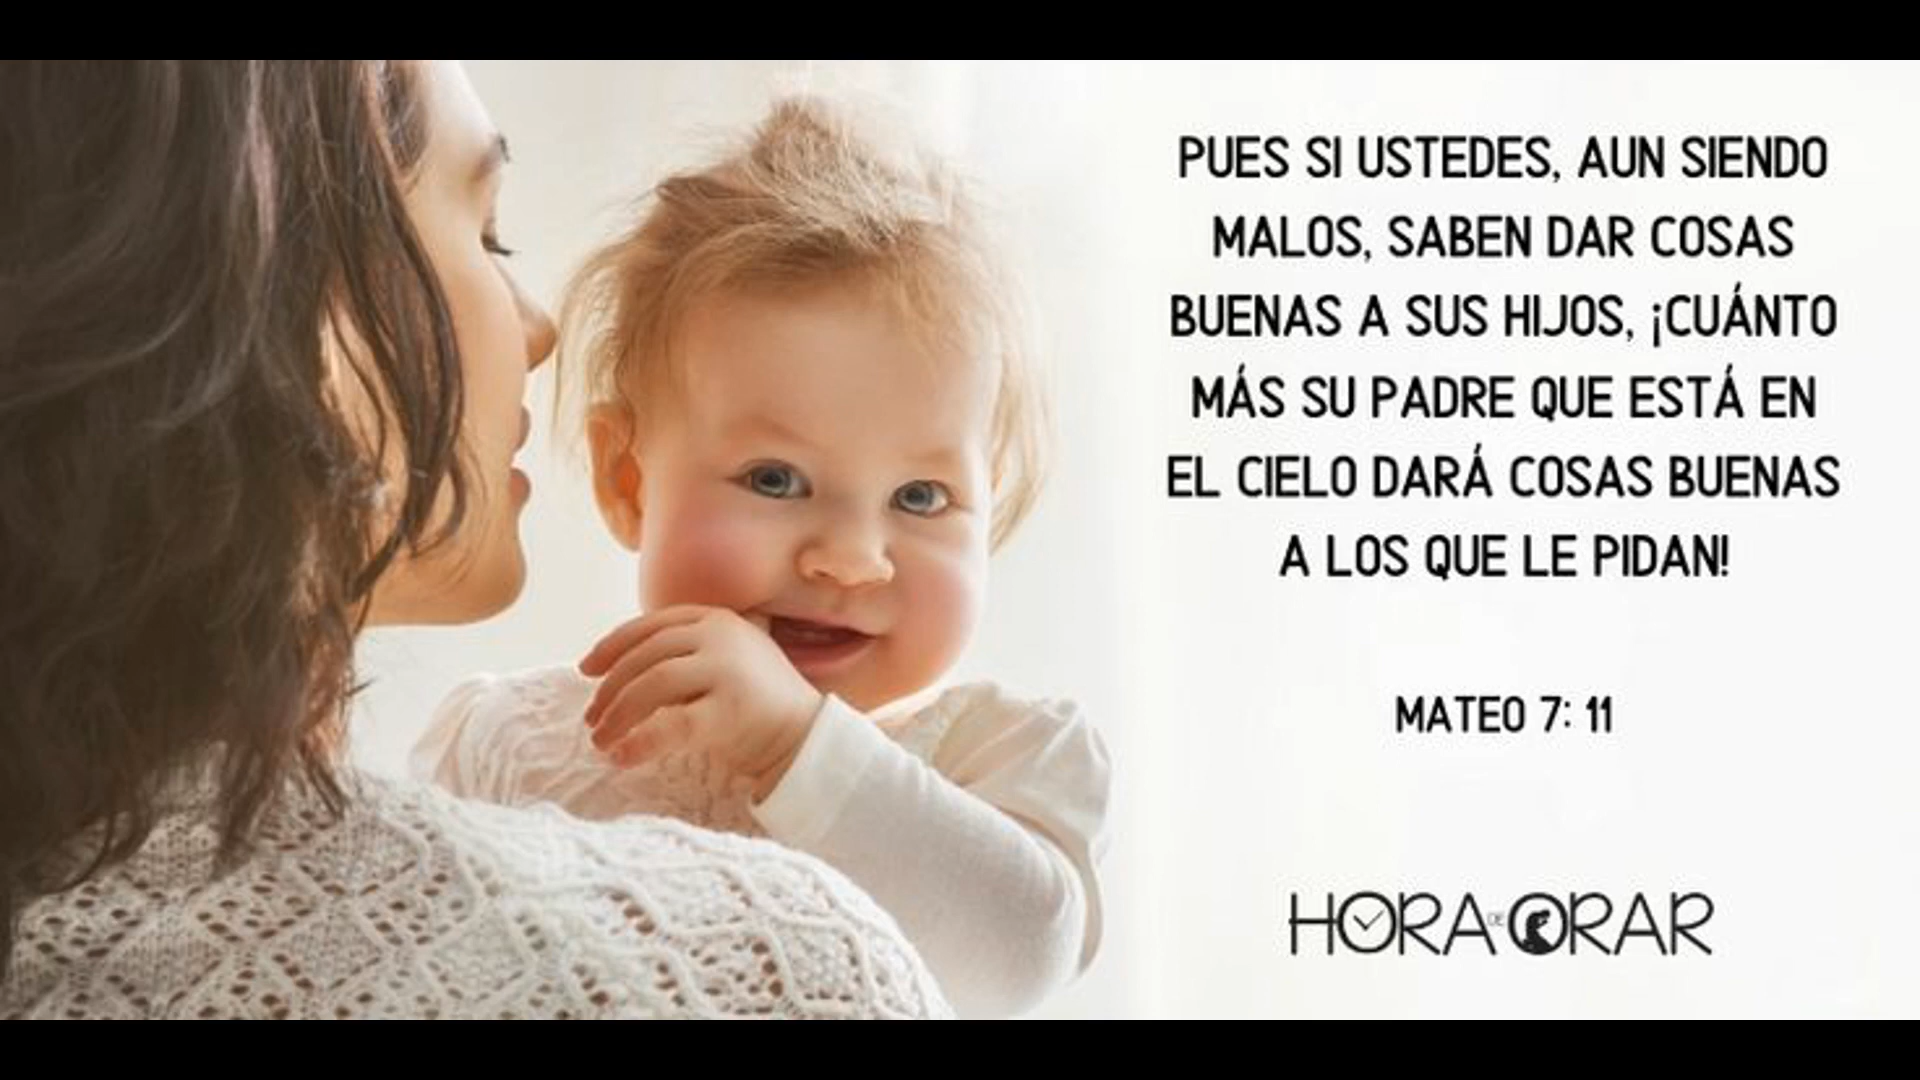 PUES SI USTEDES, AUN SIENDO
MALOS, SABEN DAR COSAS
BUENAS A SUS HIJOS, ¡CUÁNTO
MÁS SU PADRE QUE ESTÁ EN
EL CIELO DARÁ COSAS BUENAS
A LOS QUE LE PIDAN!
MATEO 7: 11
HORA DE ORAR